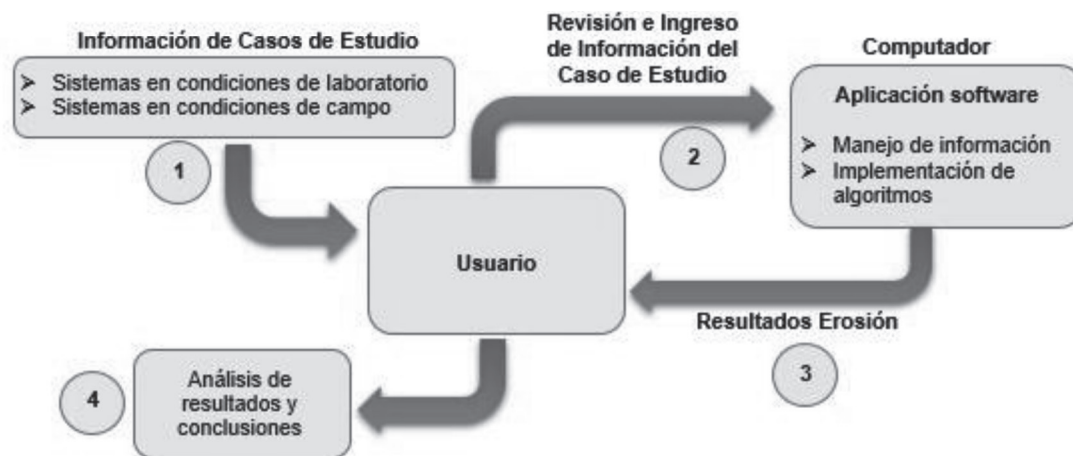 Información de Casos de Estudio
➤ Sistemas en condiciones de laboratorio
➤ Sistemas en condiciones de campo
1
Revisión e Ingreso
de Información del
Caso de Estudio
2
Computador
Aplicación software
➤ Manejo de información
➤ Implementación de
algoritmos
Usuario
Resultados Erosión
3
4
Análisis de
resultados y
conclusiones